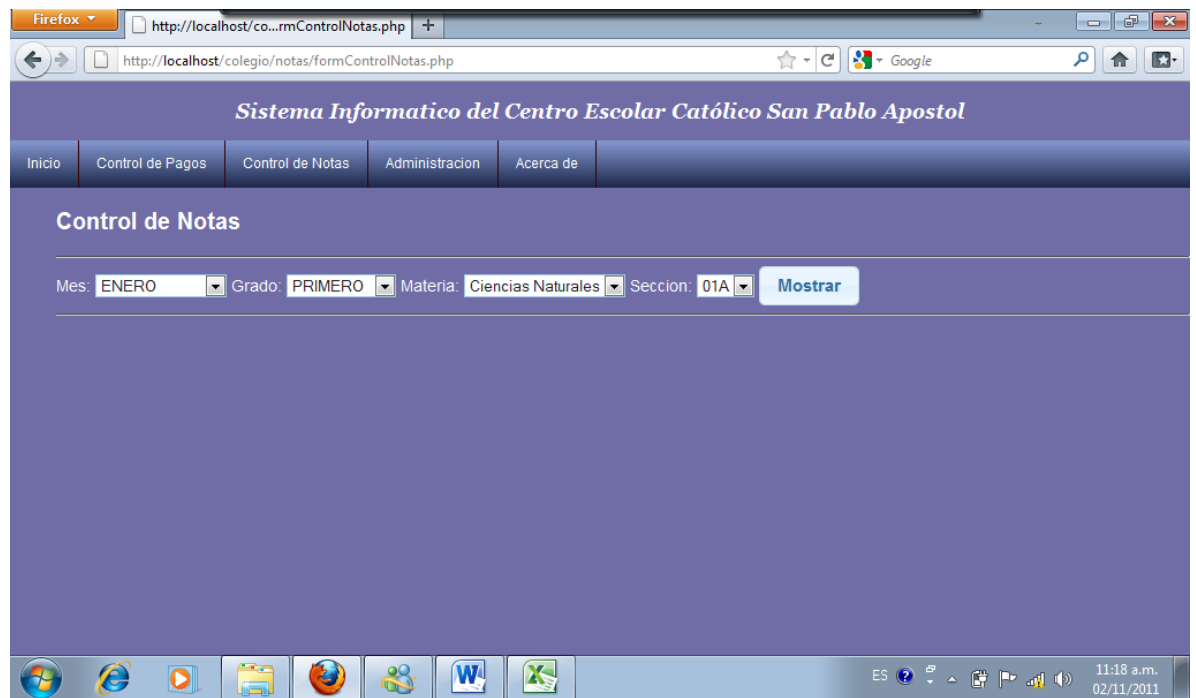 Firefox
http://localhost/co...rmControlNotas.php
http://localhost/colegio/notas/formControlNotas.php
Google
Sistema Informatico del Centro Escolar Católico San Pablo Apostol
Inicio Control de Pagos Control de Notas Administracion Acerca de
Control de Notas
Mes: ENERO Grado: PRIMERO Materia: Ciencias Naturales Seccion: 01A Mostrar
ES 11:18 a.m.
02/11/2011